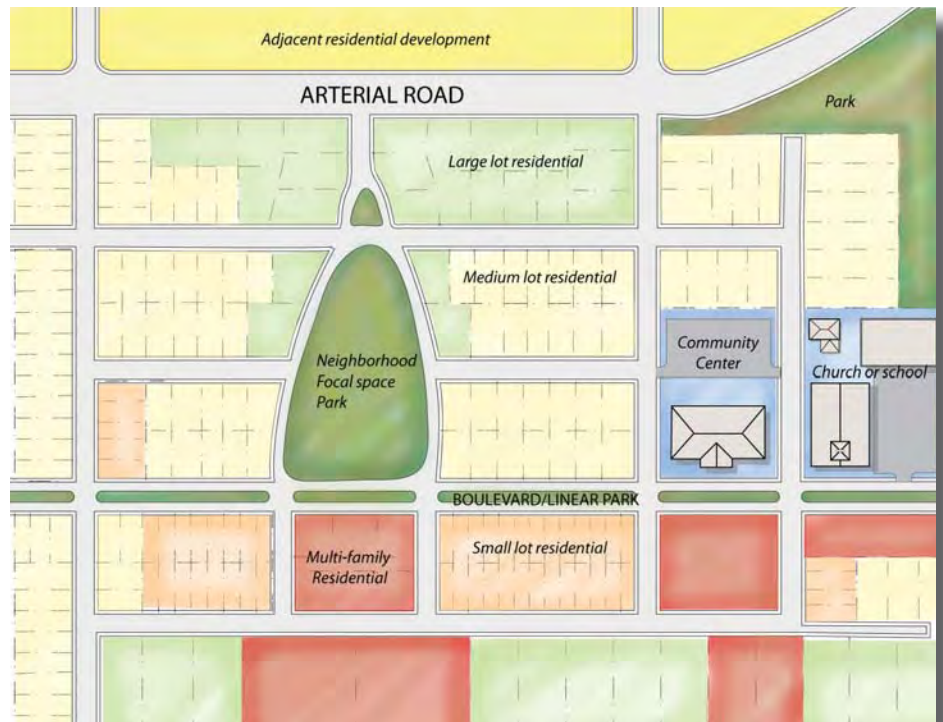 Adjacent residential development
ARTERIAL ROAD
Park
Large lot residential
Medium lot residential
Neighborhood
Focal space
Park
Community
Center
Church or school
BOULEVARD/LINEAR PARK
Multi-family
Residential
Small lot residential